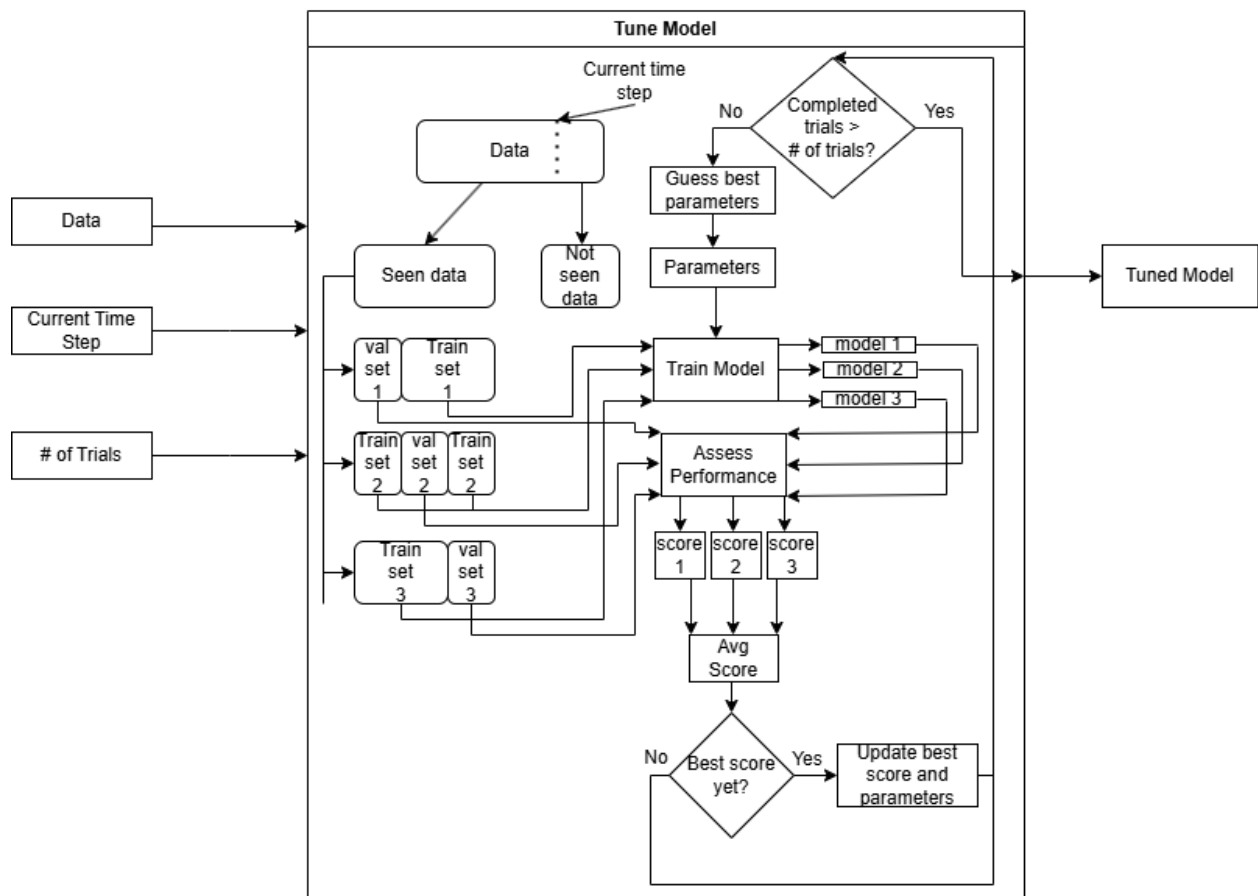 Tune Model
Current time
step
Completed
trials >
# of trials?
No
Yes
Data
Guess best
parameters
Data
Seen data
Not
seen
data
Parameters
Tuned Model
Current Time
Step
val
set
1
Train
set
1
Train Model
model 1
model 2
model 3
# of Trials
Train
set
2
val
set
2
Train
set
2
Assess
Performance
score
1
score
2
score
3
Train
set
3
val
set
3
Avg
Score
No
Best score
yet?
Yes
Update best
score and
parameters